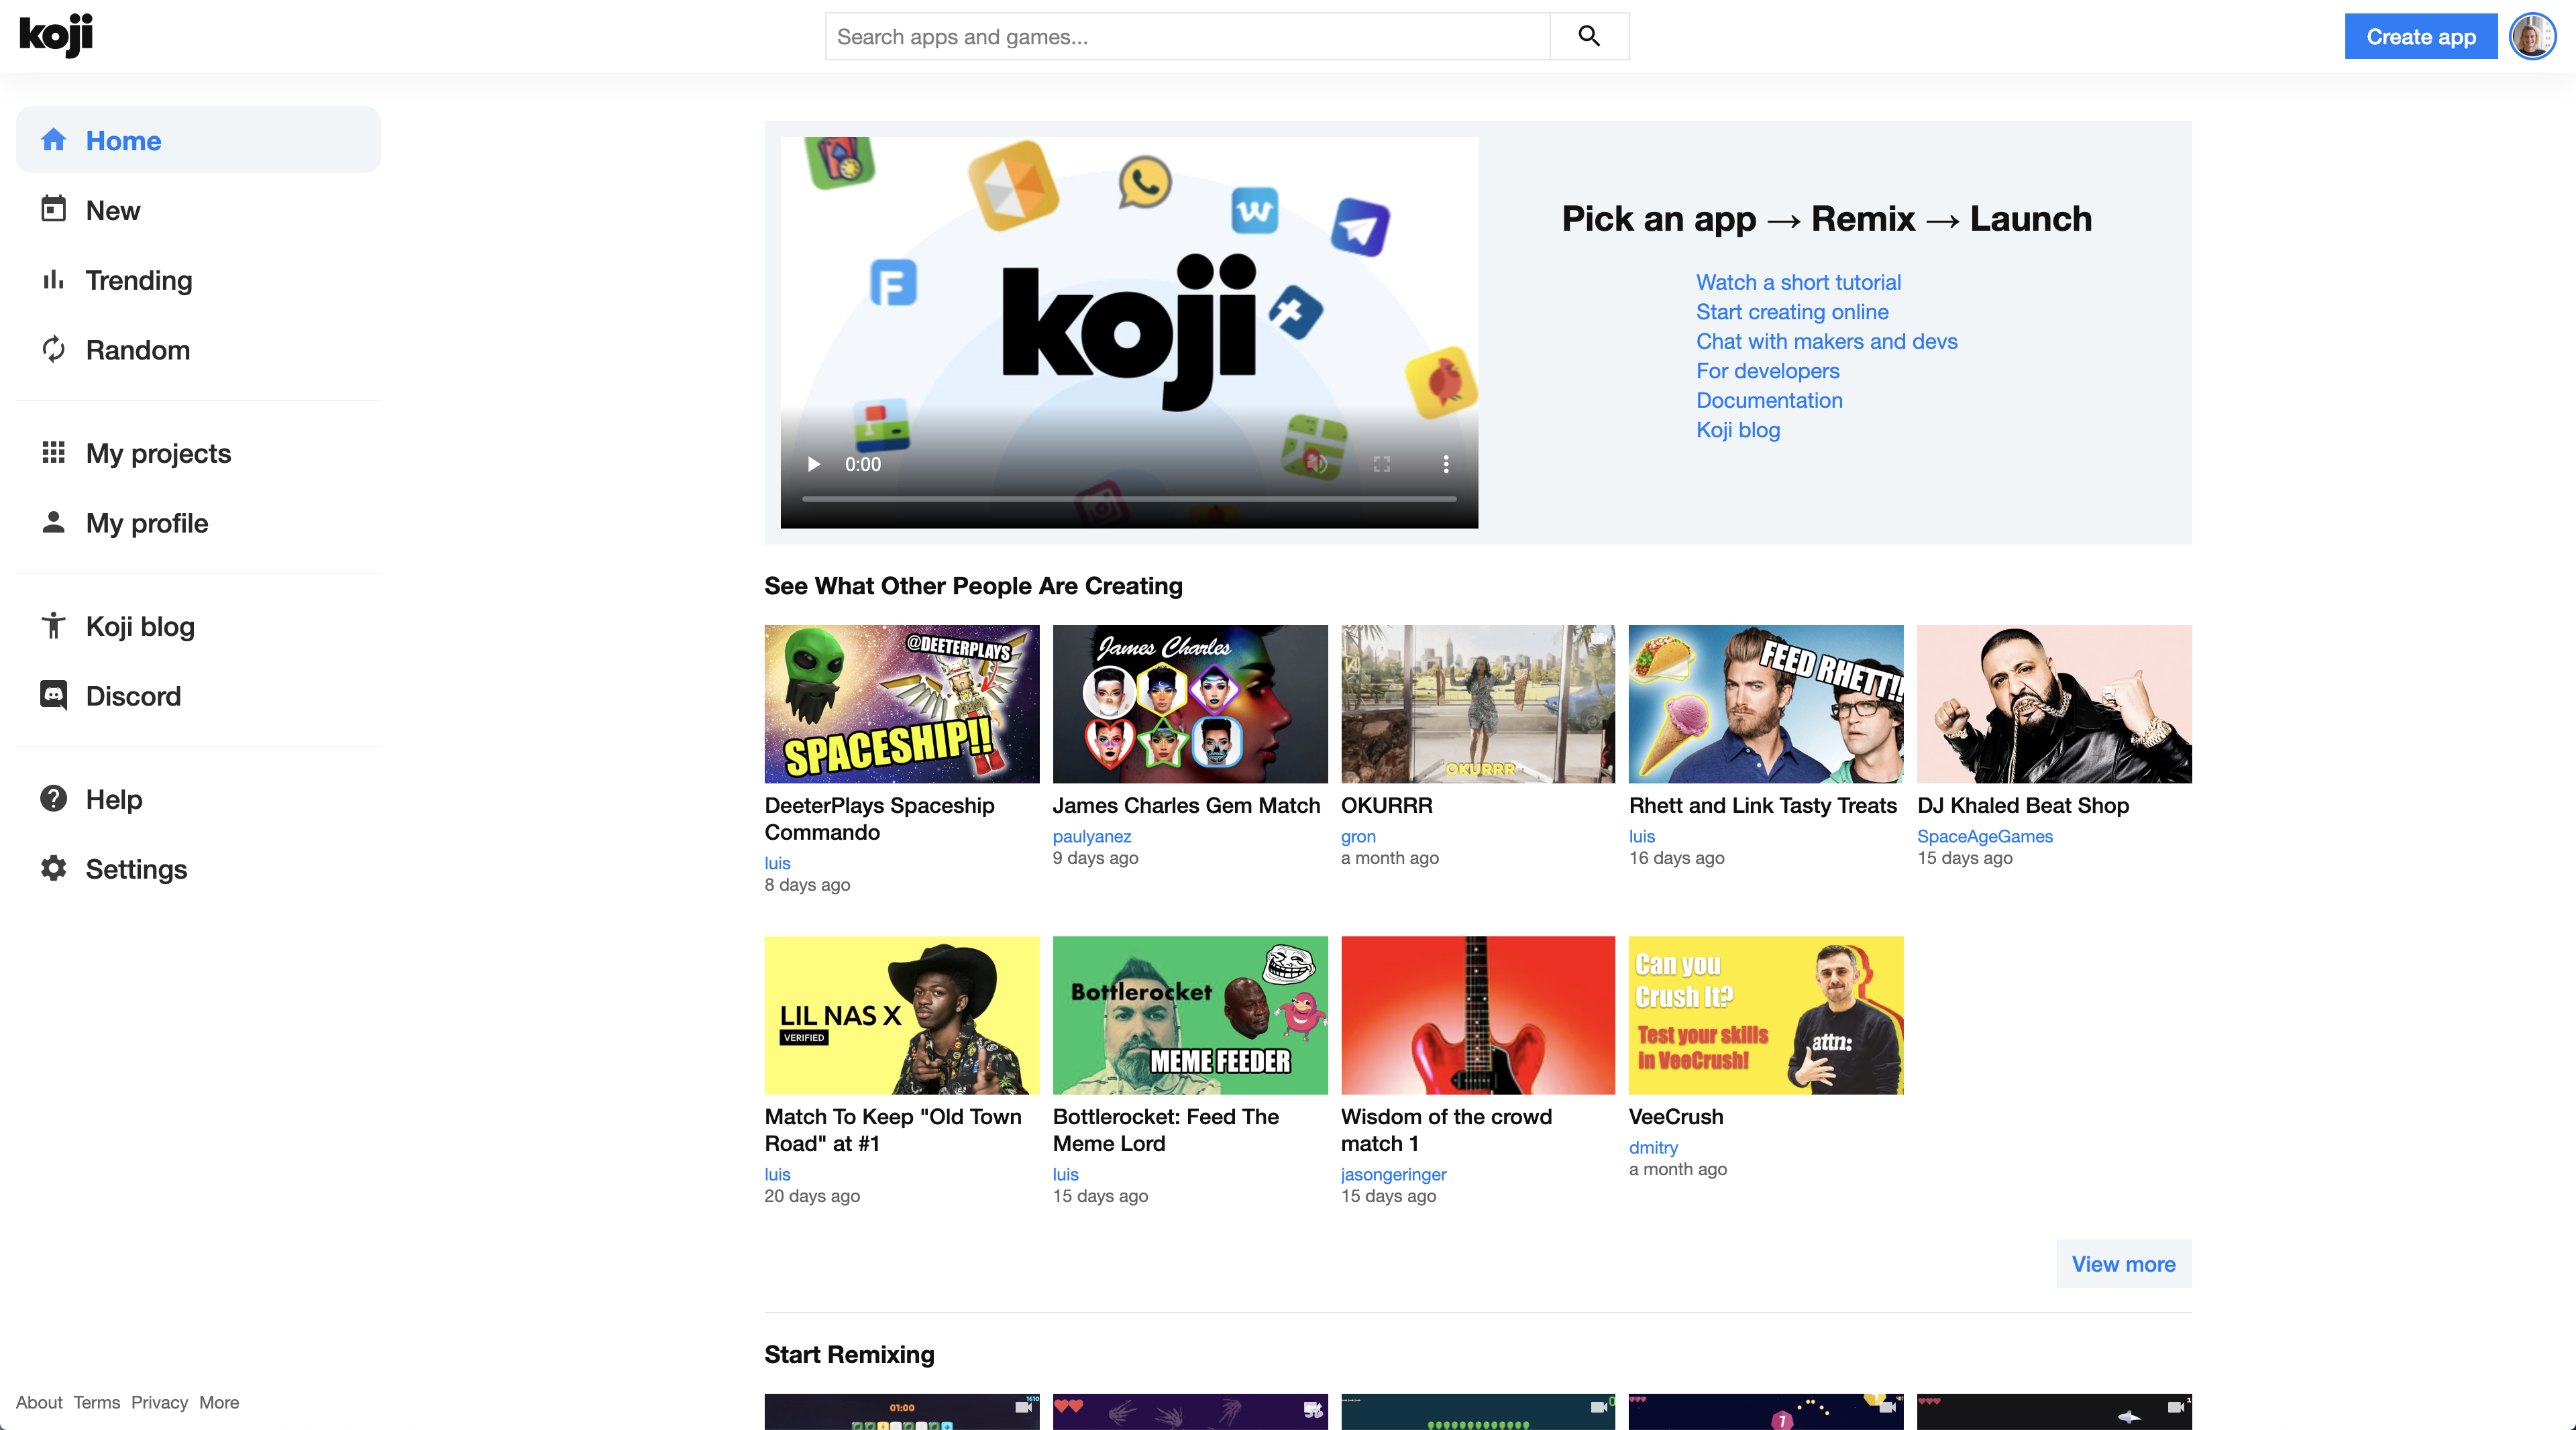 koji
Search apps and games...
Create app
Home
New
Trending
Random
My projects
My profile
Koji blog
Discord
Help
Settings
About Terms Privacy More
koji
0:00
Pick an app → Remix → Launch
Watch a short tutorial
Start creating online
Chat with makers and devs
For developers
Documentation
Koji blog
See What Other People Are Creating
@DEETERPLAYS
SPACESHIP!!
DeeterPlays Spaceship
Commando
luis
8 days ago
James Charles
James Charles Gem Match
paulyanez
9 days ago
OKURRR
OKURRR
gron
a month ago
FEED RHETT!!
Rhett and Link Tasty Treats
luis
16 days ago
DJ Khaled Beat Shop
SpaceAgeGames
15 days ago
LIL NAS X
VERIFIED
Match To Keep "Old Town
Road" at #1
luis
20 days ago
Bottlerocket
MEME FEEDER
Bottlerocket: Feed The
Meme Lord
luis
15 days ago
Wisdom of the crowd
match 1
jasongeringer
15 days ago
Can you
Crush It?
Test your skills
in VeeCrush!
attn:
VeeCrush
dmitry
a month ago
View more
Start Remixing
01:00
1610
0
7
1